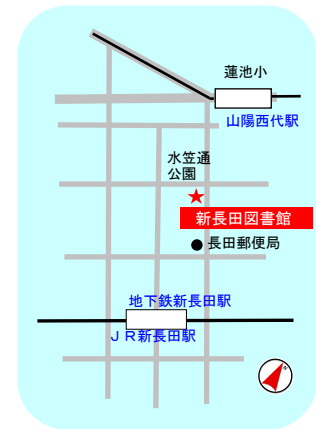 蓮池小
山陽西代駅
水笠通
公園
新長田図書館
長田郵便局
地下鉄新長田駅
ＪＲ新長田駅
N